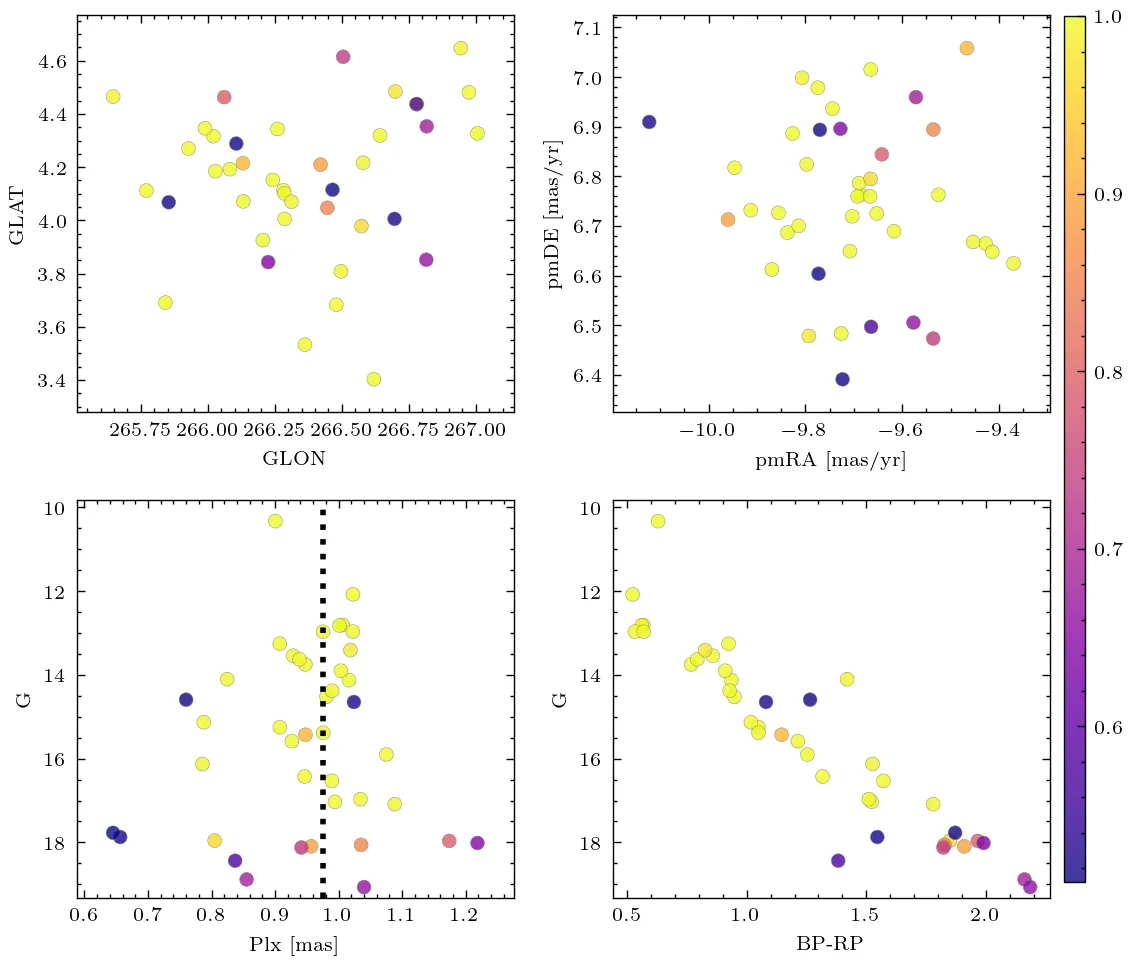 4.6
4.4
4.2
4.0
3.8
3.6
3.4
GLAT
265.75 266.00 266.25 266.50 266.75 267.00
GLON
7.1
7.0
6.9
6.8
6.7
6.6
6.5
6.4
pmDE [mas/yr]
−10.0 −9.8 −9.6 −9.4
pmRA [mas/yr]
10
12
14
16
18
G
0.6 0.7 0.8 0.9 1.0 1.1 1.2
Plx [mas]
10
12
14
16
18
G
0.5 1.0 1.5 2.0
BP-RP
1.0
0.9
0.8
0.7
0.6